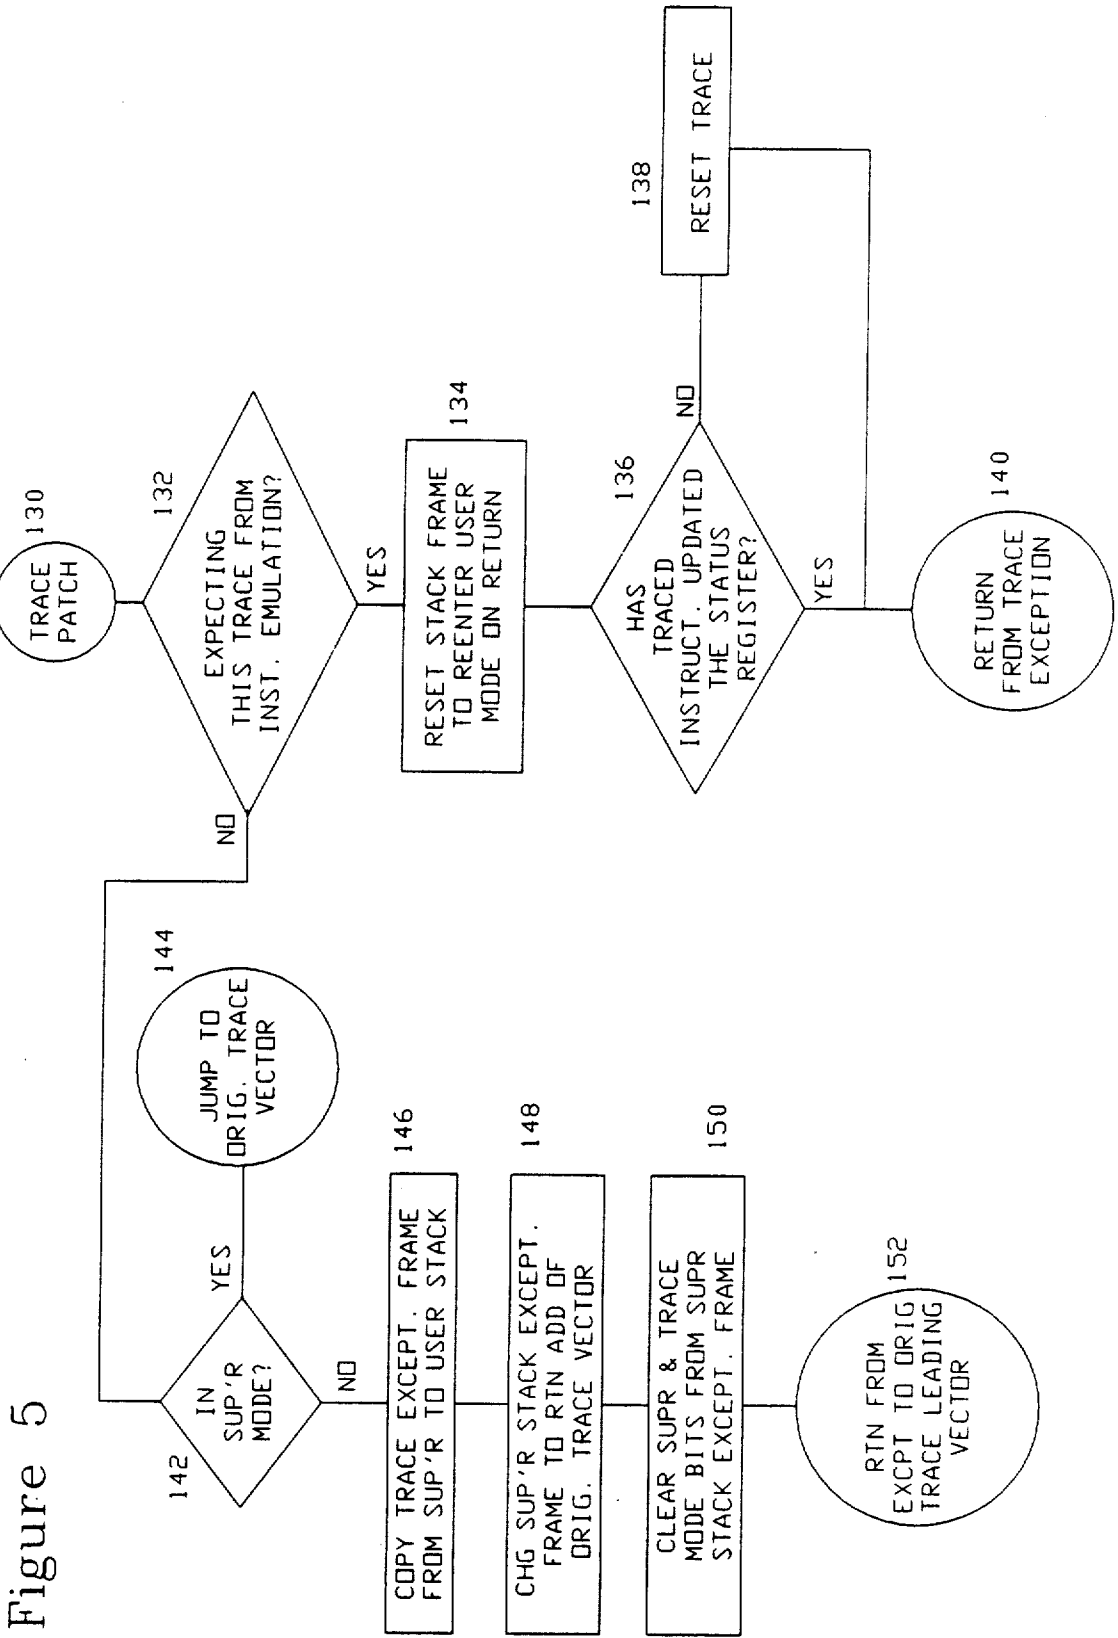 Figure 5
TRACE
PATCH
130
EXPECTING
THIS TRACE FROM
INST. EMULATION?
132
NO
YES
RESET STACK FRAME
TO REENTER USER
MODE ON RETURN
134
HAS
TRACED
INSTRUCT. UPDATED
THE STATUS
REGISTER?
136
NO
YES
RESET TRACE
138
RETURN
FROM TRACE
EXCEPTION
140
IN
SUP'R
MODE?
142
YES
NO
JUMP TO
ORIG. TRACE
VECTOR
144
COPY TRACE EXCEPT. FRAME
FROM SUP'R TO USER STACK
146
CHG SUP'R STACK EXCEPT.
FRAME TO RTN ADD OF
ORIG. TRACE VECTOR
148
CLEAR SUPR & TRACE
MODE BITS FROM SUPR
STACK EXCEPT. FRAME
150
RTN FROM
EXCPT TO ORIG
TRACE LEADING
VECTOR
152